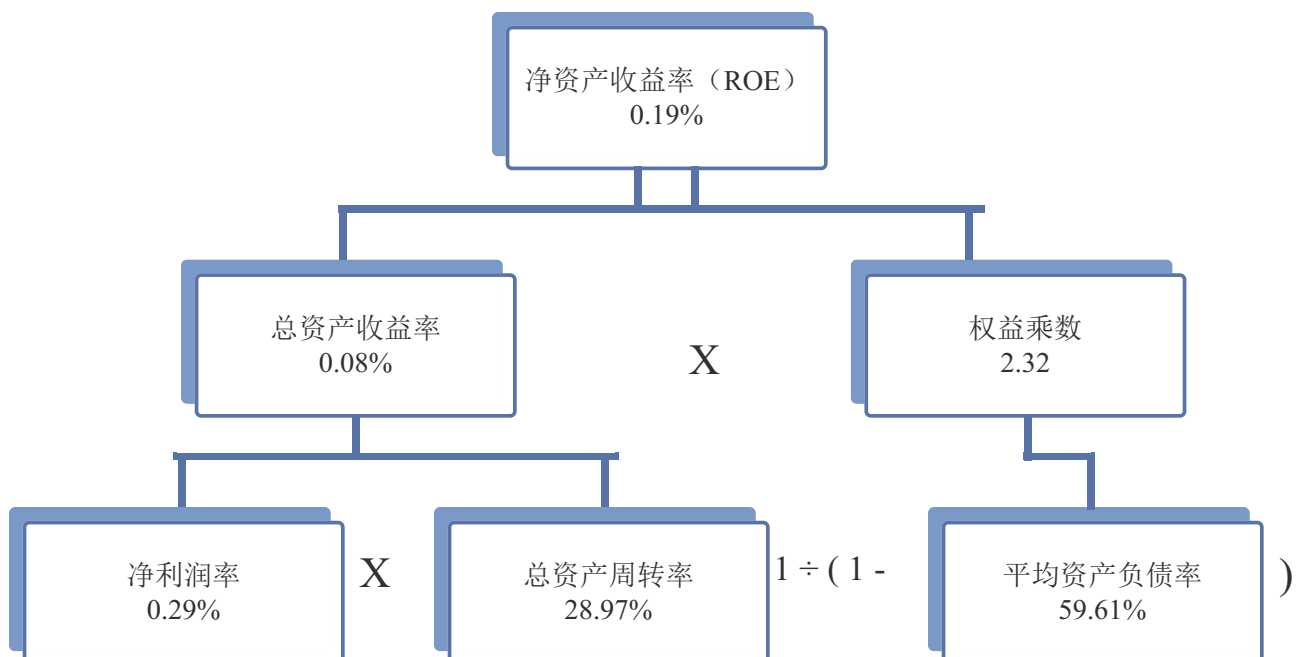 净资产收益率（ROE）
0.19%
总资产收益率
0.08%
X
权益乘数
2.32
净利润率
0.29%
X
总资产周转率
28.97%
1 ÷ ( 1 -
平均资产负债率
59.61%
)